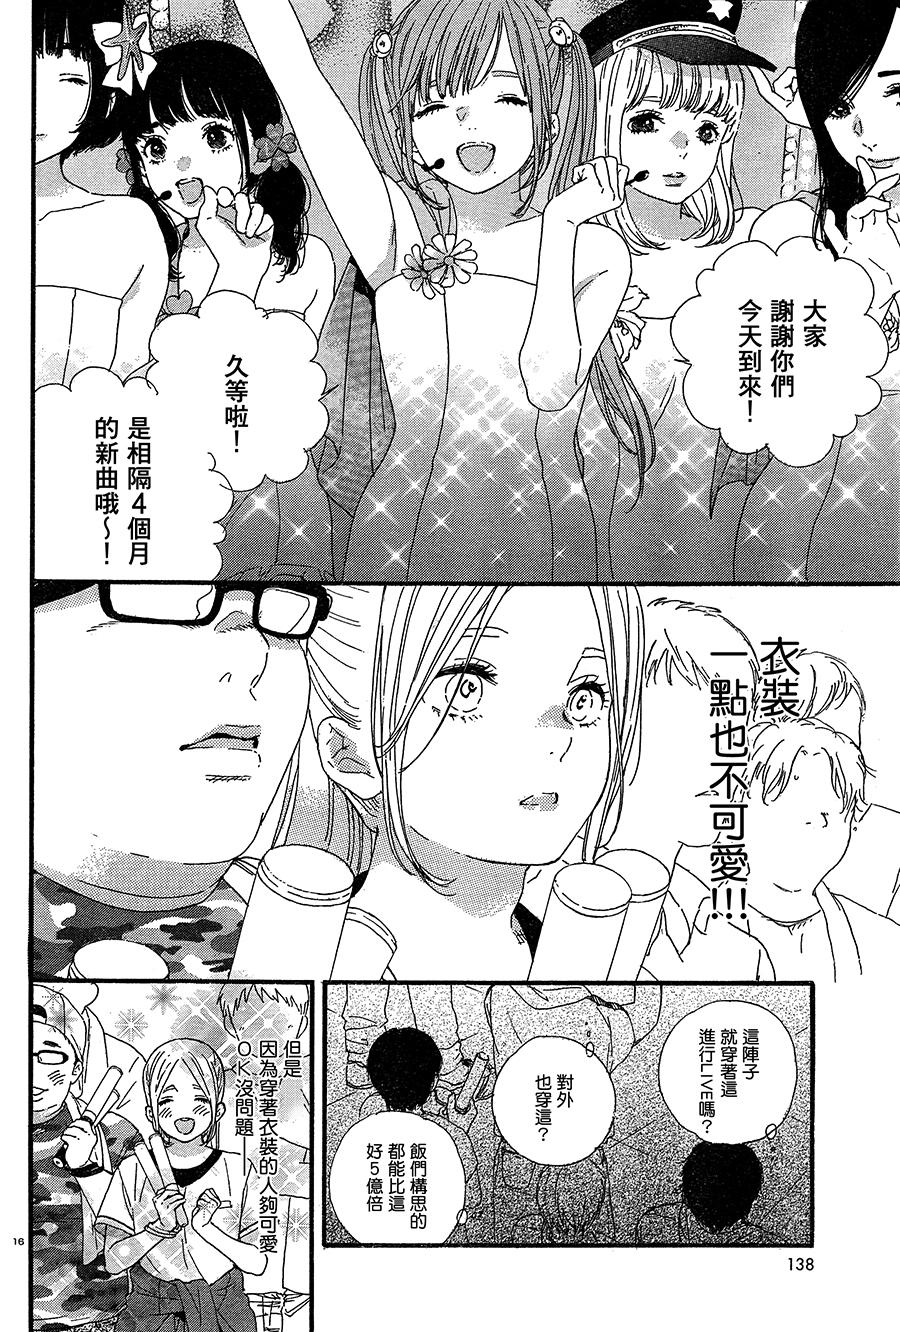 大家
謝謝你們
今天到來！
久等啦！
是相隔4個月
的新曲哦～！
衣裝
一點也不可愛!!!
這陣子
就穿著這
進行LIVE嗎？
對外
也穿這？
飯們構思的
都能比這
好5億倍
但是
因為穿著衣裝的人夠可愛
O.K沒問題——
16
138